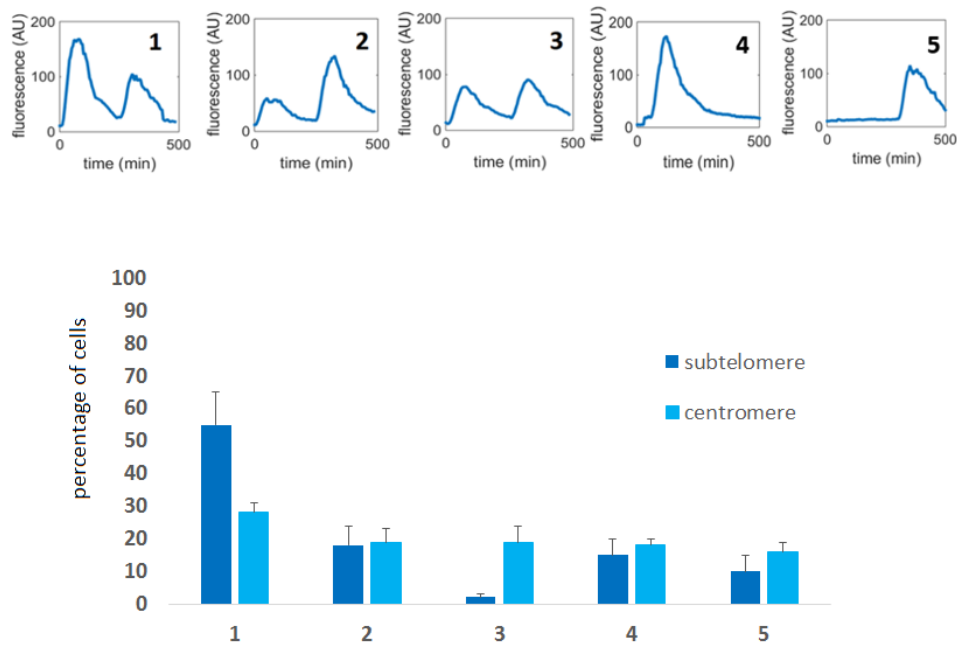 fluorescence (AU)
200
100
0
1
0
500
time (min)
fluorescence (AU)
200
100
0
2
0
500
time (min)
fluorescence (AU)
200
100
0
3
0
500
time (min)
fluorescence (AU)
200
100
0
4
0
500
time (min)
fluorescence (AU)
200
100
0
5
0
500
time (min)
percentage of cells
100
90
80
70
60
50
40
30
20
10
0
subtelomere
centromere
1 2 3 4 5